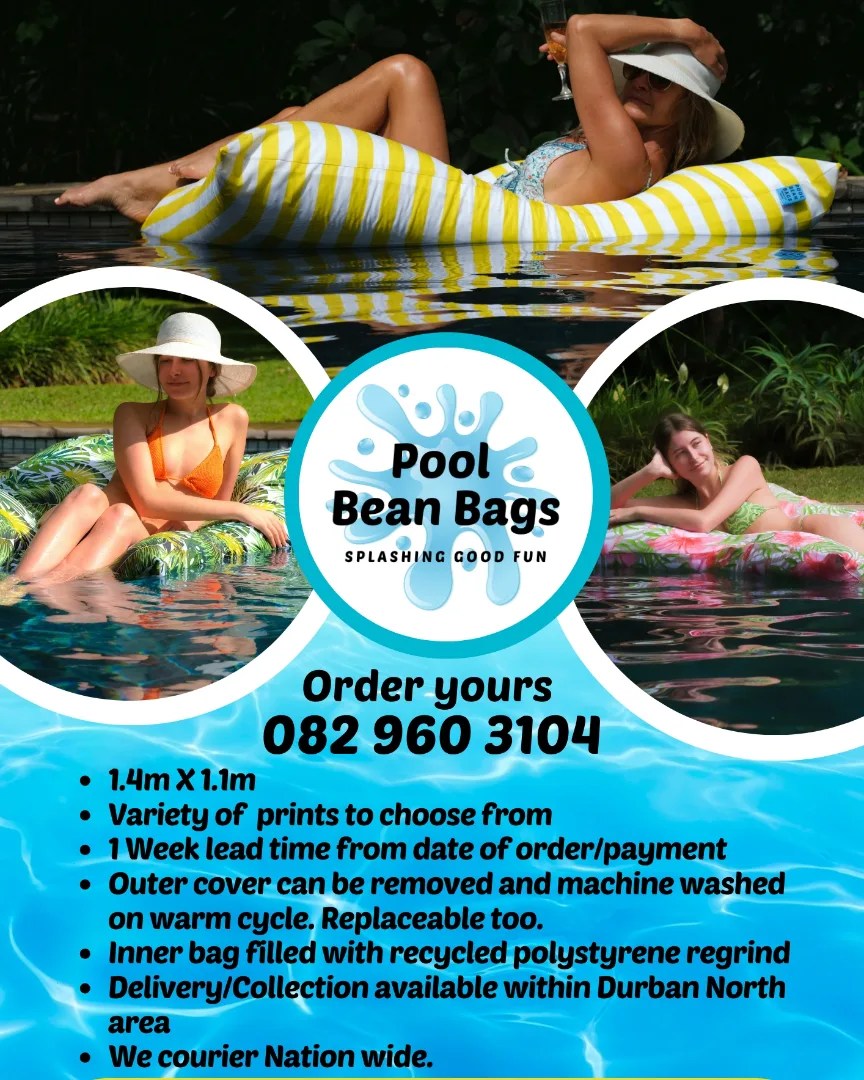 Pool
Bean Bags
SPLASHING GOOD FUN
Order yours
082 960 3104
• 1.4m X 1.1m
• Variety of prints to choose from
• 1 Week lead time from date of order/payment
• Outer cover can be removed and machine washed
on warm cycle. Replaceable too.
• Inner bag filled with recycled polystyrene regrind
• Delivery/Collection available within Durban North
area
• We courier Nation wide.